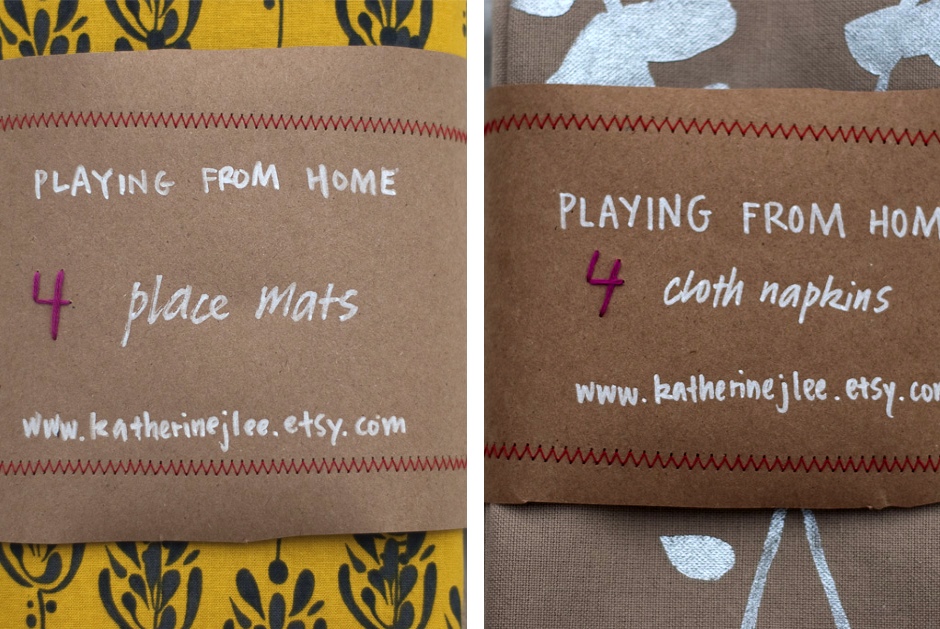 PLAYING FROM HOME
4 place mats
www.katherinejlee.etsy.com
PLAYING FROM HOM
4 cloth napkins
www.katherinejlee.etsy.co